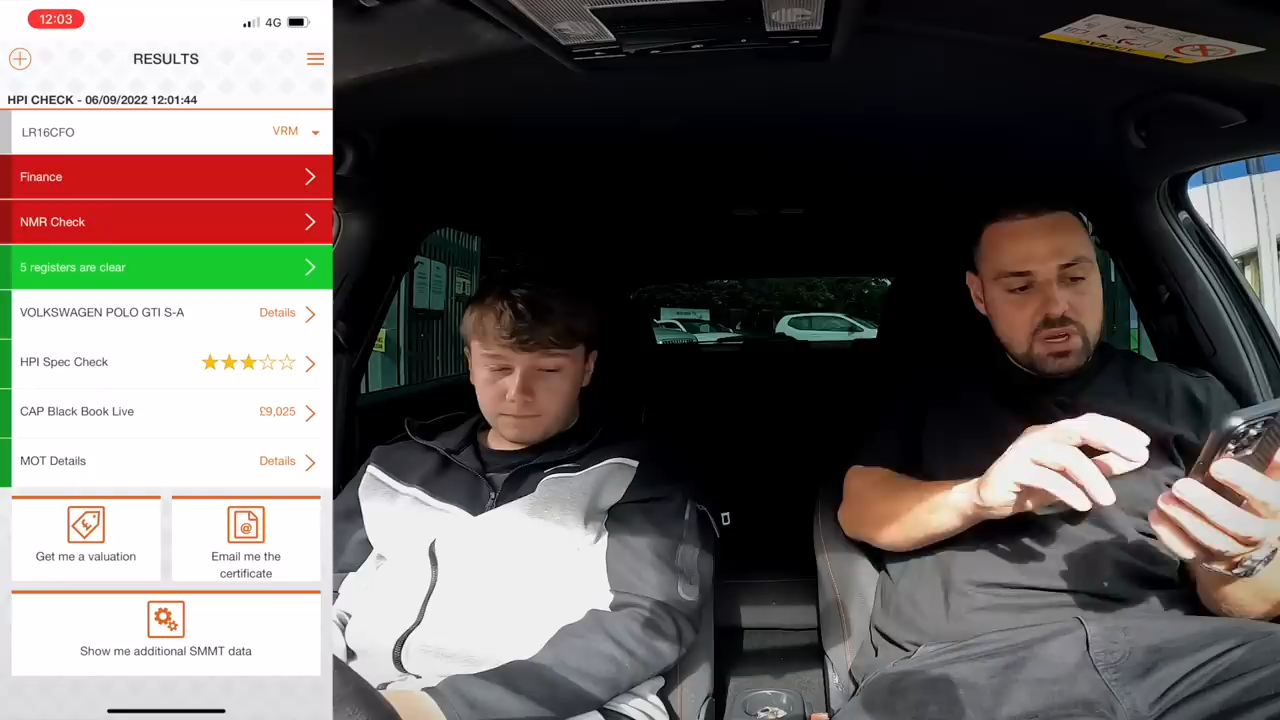 12:03
4G
RESULTS
HPI CHECK - 06/09/2022 12:01:44
LR16CFO VRM
Finance
NMR Check
5 registers are clear
VOLKSWAGEN POLO GTI S-A Details
HPI Spec Check
CAP Black Book Live £9,025
MOT Details Details
Get me a valuation
Email me the
certificate
Show me additional SMMT data